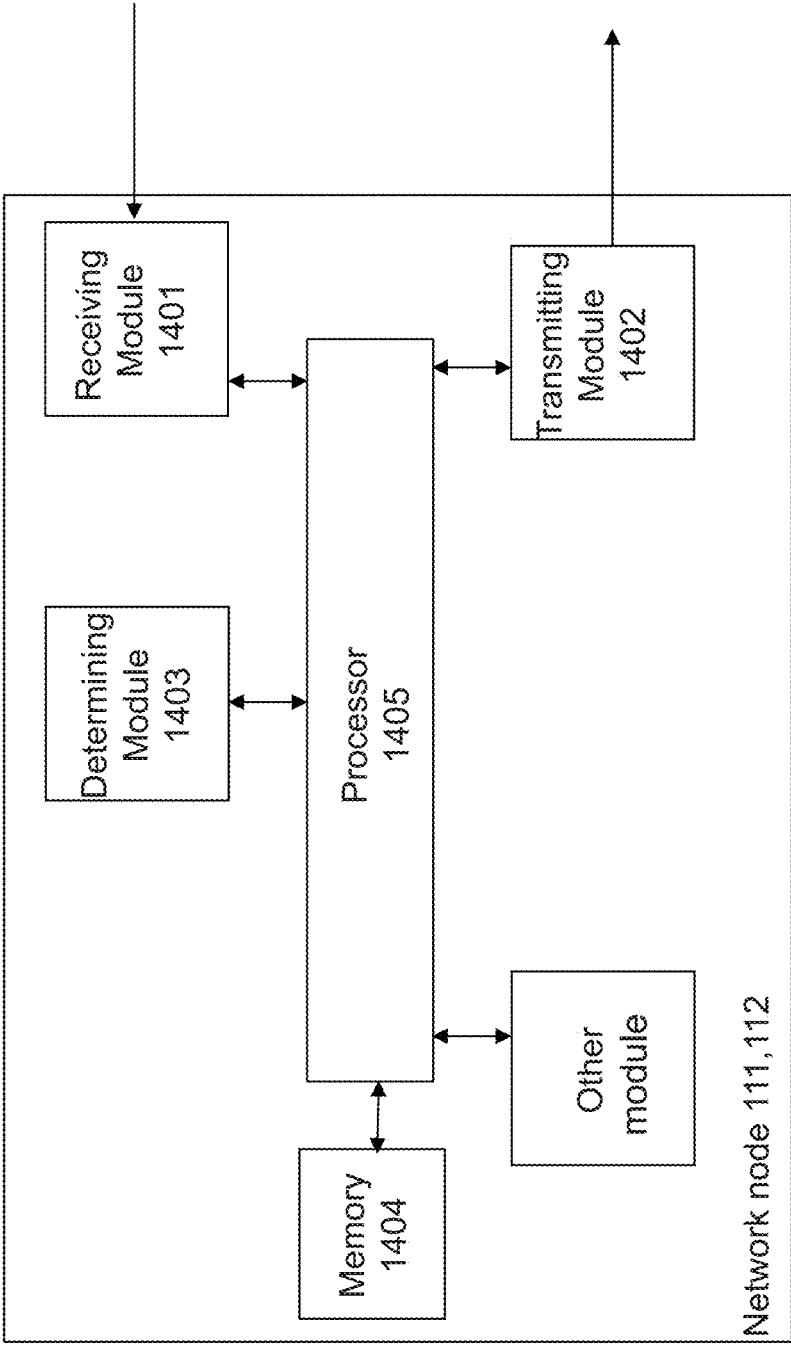 Receiving
Module
1401
Determining
Module
1403
Processor
1405
Memory
1404
Transmitting
Module
1402
Other
module
Network node 111,112